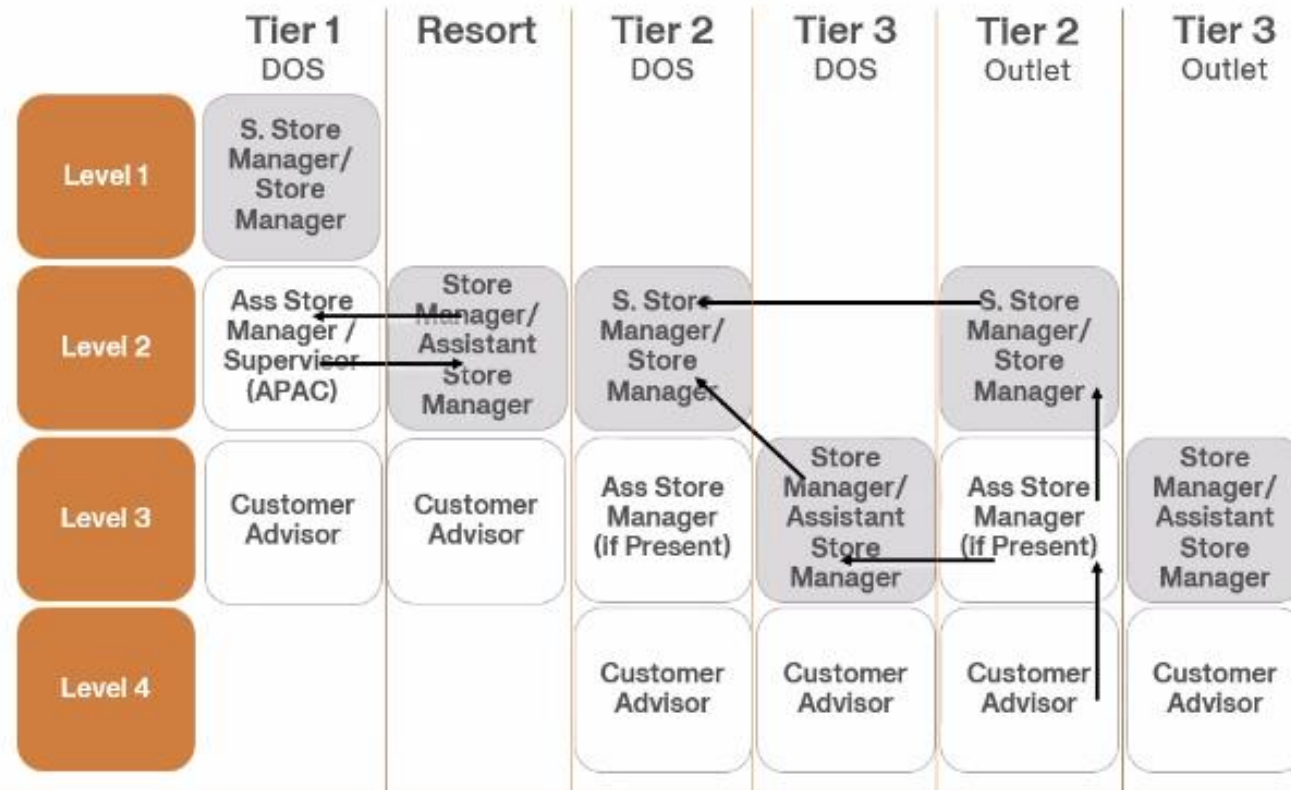 Tier 1
DOS
Resort
Tier 2
DOS
Tier 3
DOS
Tier 2
Outlet
Tier 3
Outlet
Level 1
S. Store
Manager/
Store
Manager
Level 2
Ass Store
Manager /
Supervisor
(APAC)
Store
Manager/
Assistant
Store
Manager
S. Store
Manager/
Store
Manager
S. Store
Manager/
Store
Manager
Level 3
Customer
Advisor
Customer
Advisor
Ass Store
Manager
(if Present)
Store
Manager/
Assistant
Store
Manager
Ass Store
Manager
(if Present)
Store
Manager/
Assistant
Store
Manager
Level 4
Customer
Advisor
Customer
Advisor
Customer
Advisor
Customer
Advisor